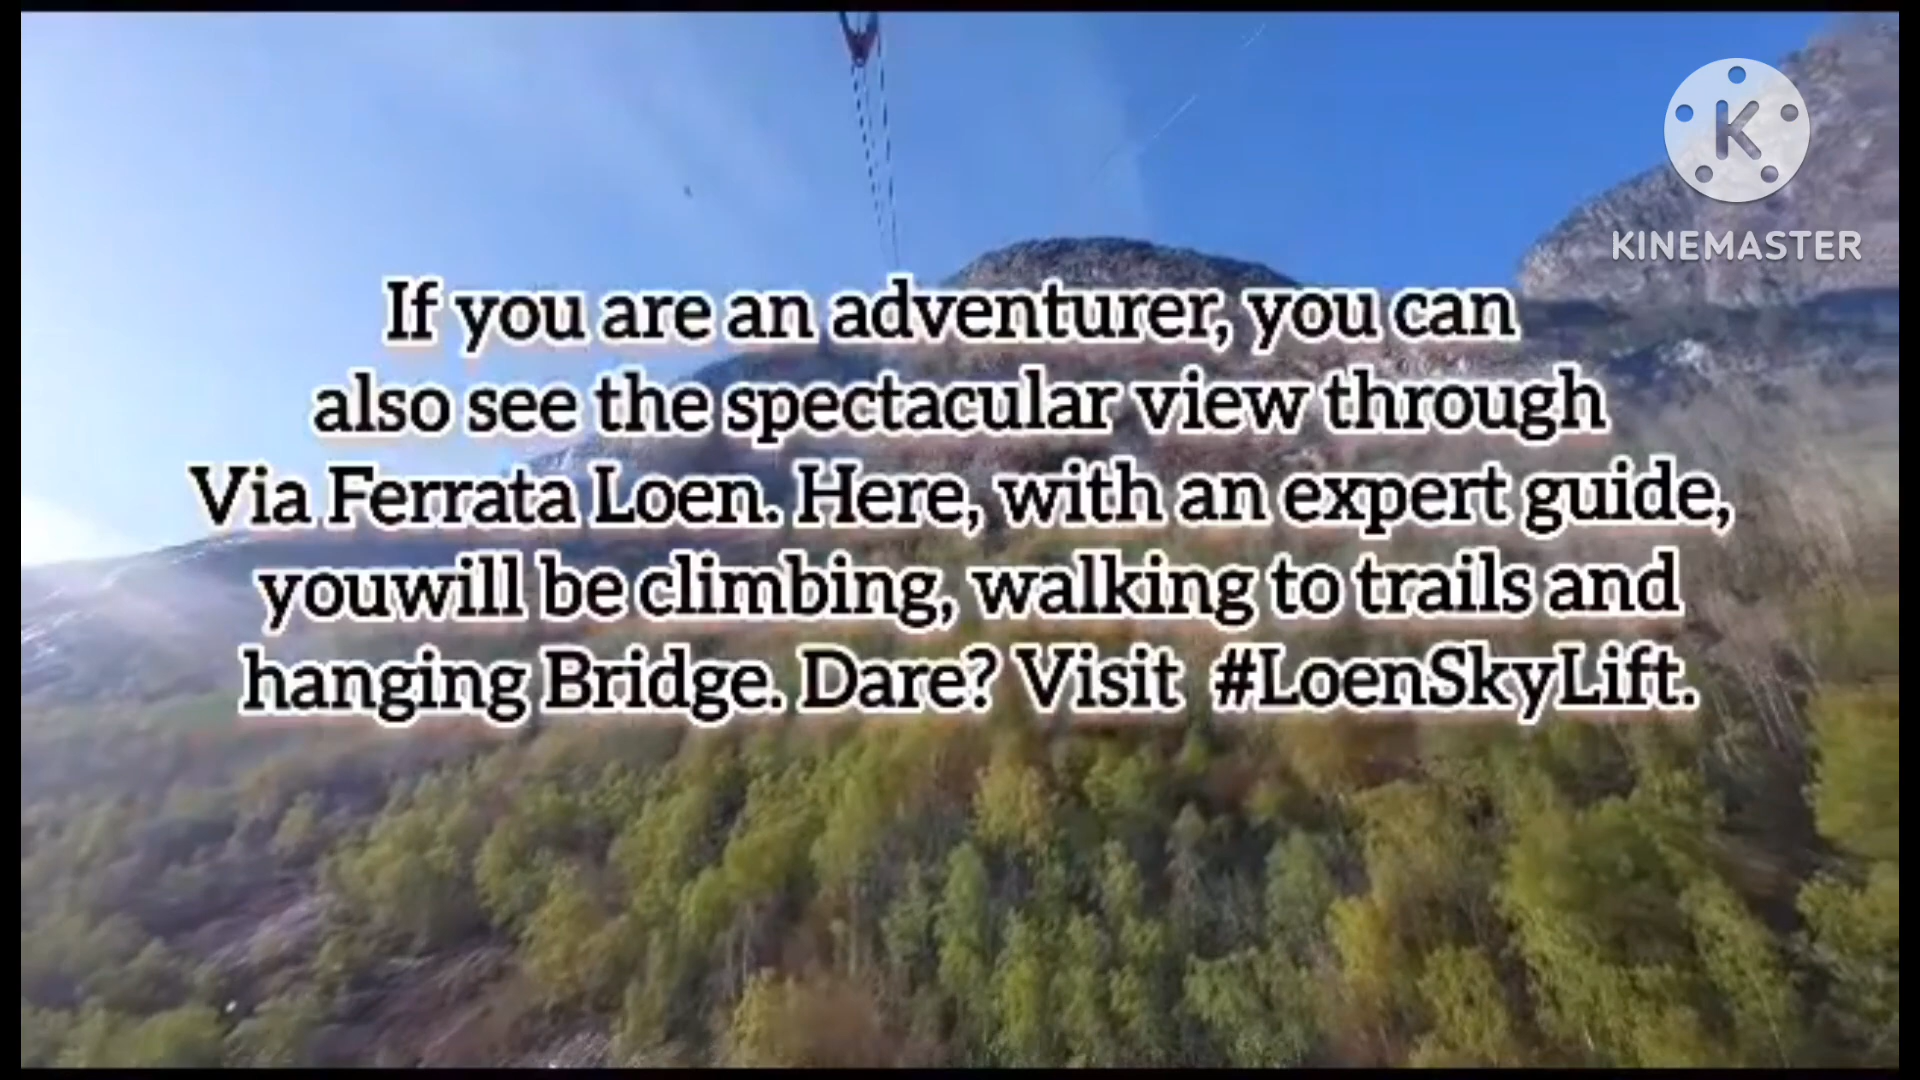 K
KINEMASTER
If you are an adventurer, you can
also see the spectacular view through
Via Ferrata Loen. Here, with an expert guide,
youwill be climbing, walking to trails and
hanging Bridge. Dare? Visit #LoenSkyLift.